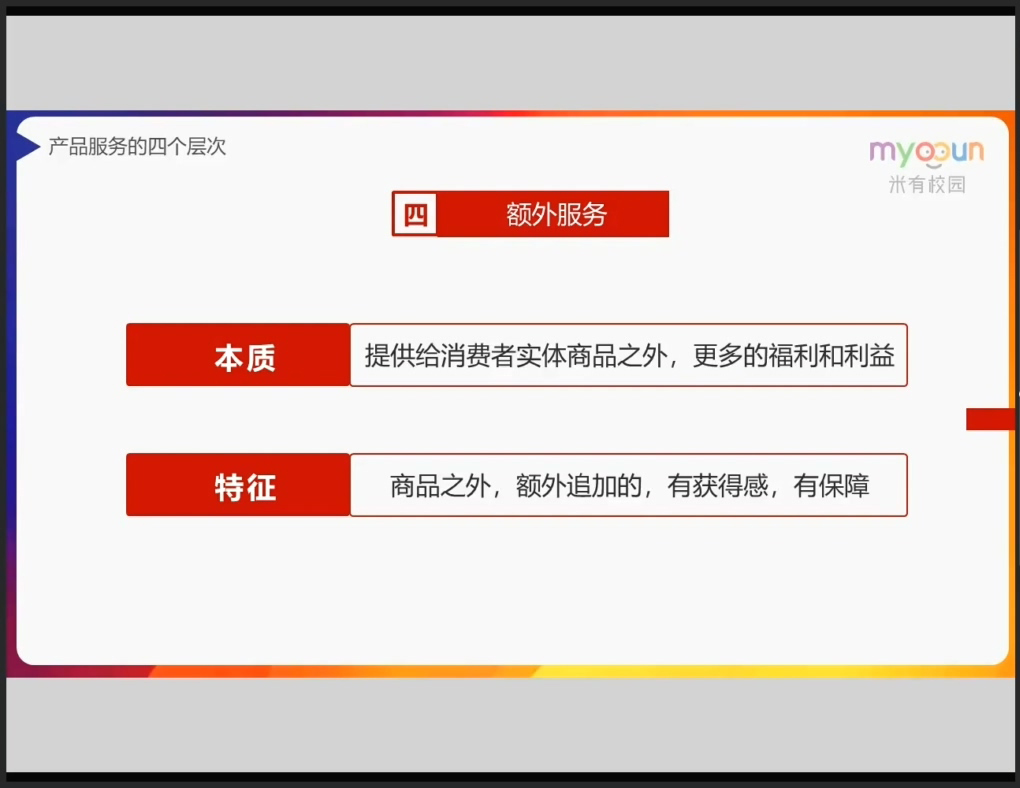 产品服务的四个层次
myooun
米有校园
四 额外服务
本质 提供给消费者实体商品之外，更多的福利和利益
特征 商品之外，额外追加的，有获得感，有保障